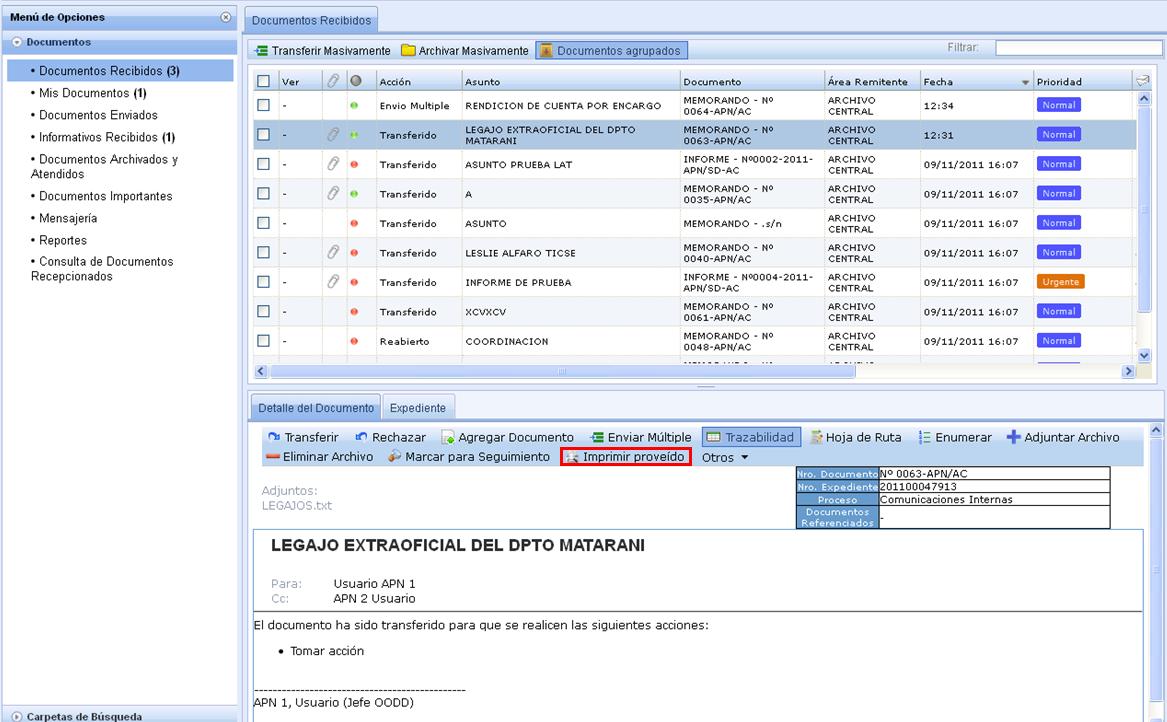 Menú de Opciones
Documentos
• Documentos Recibidos (3)
• Mis Documentos (1)
• Documentos Enviados
• Informativos Recibidos (1)
• Documentos Archivados y
Atendidos
• Documentos Importantes
• Mensajería
• Reportes
• Consulta de Documentos
Recepcionados
Carpetas de Búsqueda
Documentos Recibidos
Transferir Masivamente Archivar Masivamente Documentos agrupados Filtrar:
Ver Acción Asunto Documento Área Remitente Fecha Prioridad
- Envio Multiple RENDICION DE CUENTA POR ENCARGO MEMORANDO - Nº 0064-APN/AC ARCHIVO CENTRAL 12:34 Normal
- Transferido LEGAJO EXTRAOFICIAL DEL DPTO MATARANI MEMORANDO - Nº 0063-APN/AC ARCHIVO CENTRAL 12:31 Normal
- Transferido ASUNTO PRUEBA LAT INFORME - Nº0002-2011-APN/SD-AC ARCHIVO CENTRAL 09/11/2011 16:07 Normal
- Transferido A MEMORANDO - Nº 0035-APN/AC ARCHIVO CENTRAL 09/11/2011 16:07 Normal
- Transferido ASUNTO MEMORANDO - .s/n ARCHIVO CENTRAL 09/11/2011 16:07 Normal
- Transferido LESLIE ALFARO TICSE MEMORANDO - Nº 0040-APN/AC ARCHIVO CENTRAL 09/11/2011 16:07 Normal
- Transferido INFORME DE PRUEBA INFORME - Nº0004-2011-APN/SD-AC ARCHIVO CENTRAL 09/11/2011 16:07 Urgente
- Transferido XCVXCV MEMORANDO - Nº 0061-APN/AC ARCHIVO CENTRAL 09/11/2011 16:07 Normal
- Reabierto COORDINACION MEMORANDO - Nº 0048-APN/AC ARCHIVO CENTRAL 09/11/2011 16:07 Normal
Detalle del Documento Expediente
Transferir Rechazar Agregar Documento Enviar Múltiple Trazabilidad Hoja de Ruta Enumerar Adjuntar Archivo
Eliminar Archivo Marcar para Seguimiento Imprimir proveído Otros
Nro. Documento Nº 0063-APN/AC
Nro. Expediente 201100047913
Proceso Comunicaciones Internas
Documentos Referenciados -
Adjuntos:
LEGAJOS.txt
LEGAJO EXTRAOFICIAL DEL DPTO MATARANI
Para: Usuario APN 1
Cc: APN 2 Usuario
El documento ha sido transferido para que se realicen las siguientes acciones:
• Tomar acción
--------------------------------------------
APN 1, Usuario (Jefe OODD)